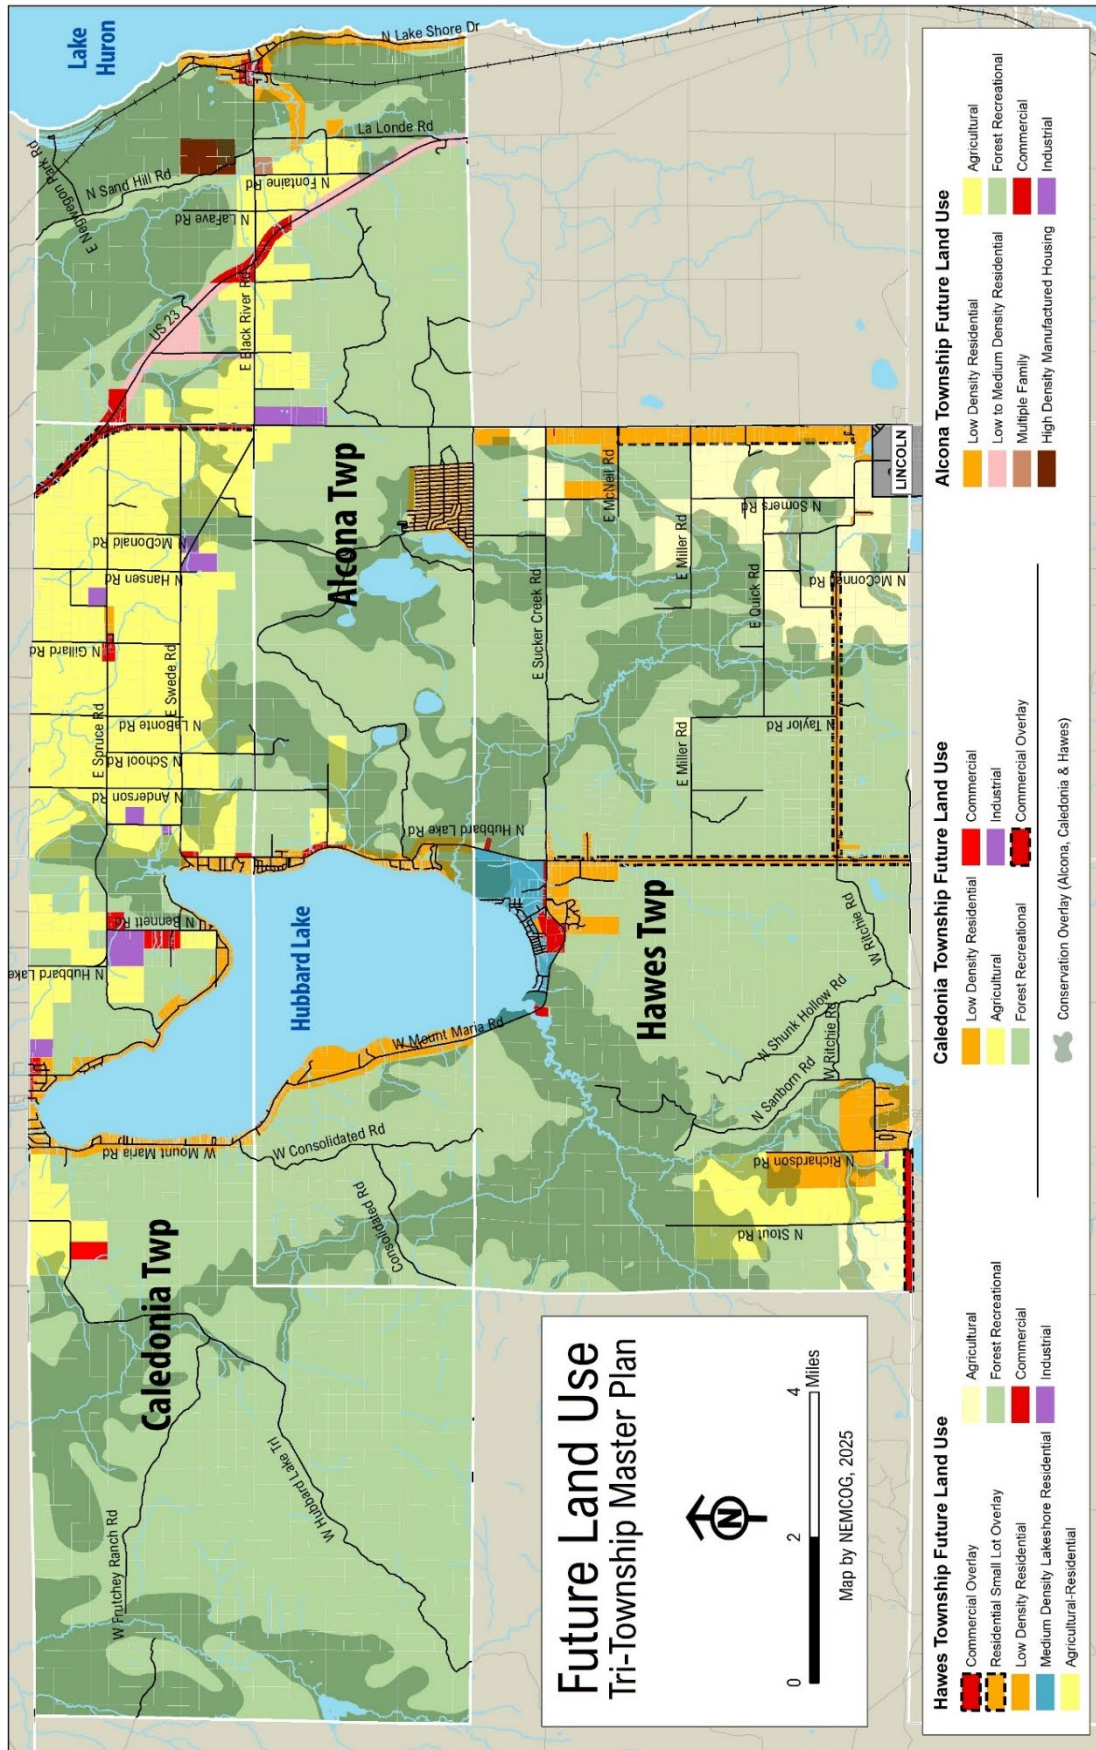 Lake
Huron
N Lake Shore Dr
E Negwegon Park Rd
N Sand Hill Rd
La Londe Rd
N Fontaine Rd
N LaFave Rd
US 23
E Black River Rd
Alcona Twp
N McDonald Rd
N Hansen Rd
N Gillard Rd
E Swede Rd
N LaBonte Rd
E Spruce Rd
N School Rd
N Anderson Rd
N Bennett Rd
N Hubbard Lake
Hubbard Lake
N Hubbard Lake Rd
W Mount Maria Rd
W Mount Maria Rd
W Consolidated Rd
Consolidated Rd
Caledonia Twp
W Frutchey Ranch Rd
W Hubbard Lake Trl
E Sucker Creek Rd
E McNeil Rd
E Miller Rd
N Somers Rd
LINCOLN
E Quick Rd
N McConnell Rd
E Miller Rd
N Taylor Rd
Hawes Twp
W Ritchie Rd
N Shunk Hollow Rd
W Ritchie Rd
N Sanborn Rd
N Richardson Rd
N Stout Rd
Future Land Use
Tri-Township Master Plan
N
0 2 4
Miles
Map by NEMCOG, 2025
Hawes Township Future Land Use
Commercial Overlay
Residential Small Lot Overlay
Low Density Residential
Medium Density Lakeshore Residential
Agricultural-Residential
Agricultural
Forest Recreational
Commercial
Industrial
Caledonia Township Future Land Use
Low Density Residential
Agricultural
Forest Recreational
Commercial
Industrial
Commercial Overlay
Conservation Overlay (Alcona, Caledonia & Hawes)
Alcona Township Future Land Use
Low Density Residential
Low to Medium Density Residential
Multiple Family
High Density Manufactured Housing
Agricultural
Forest Recreational
Commercial
Industrial